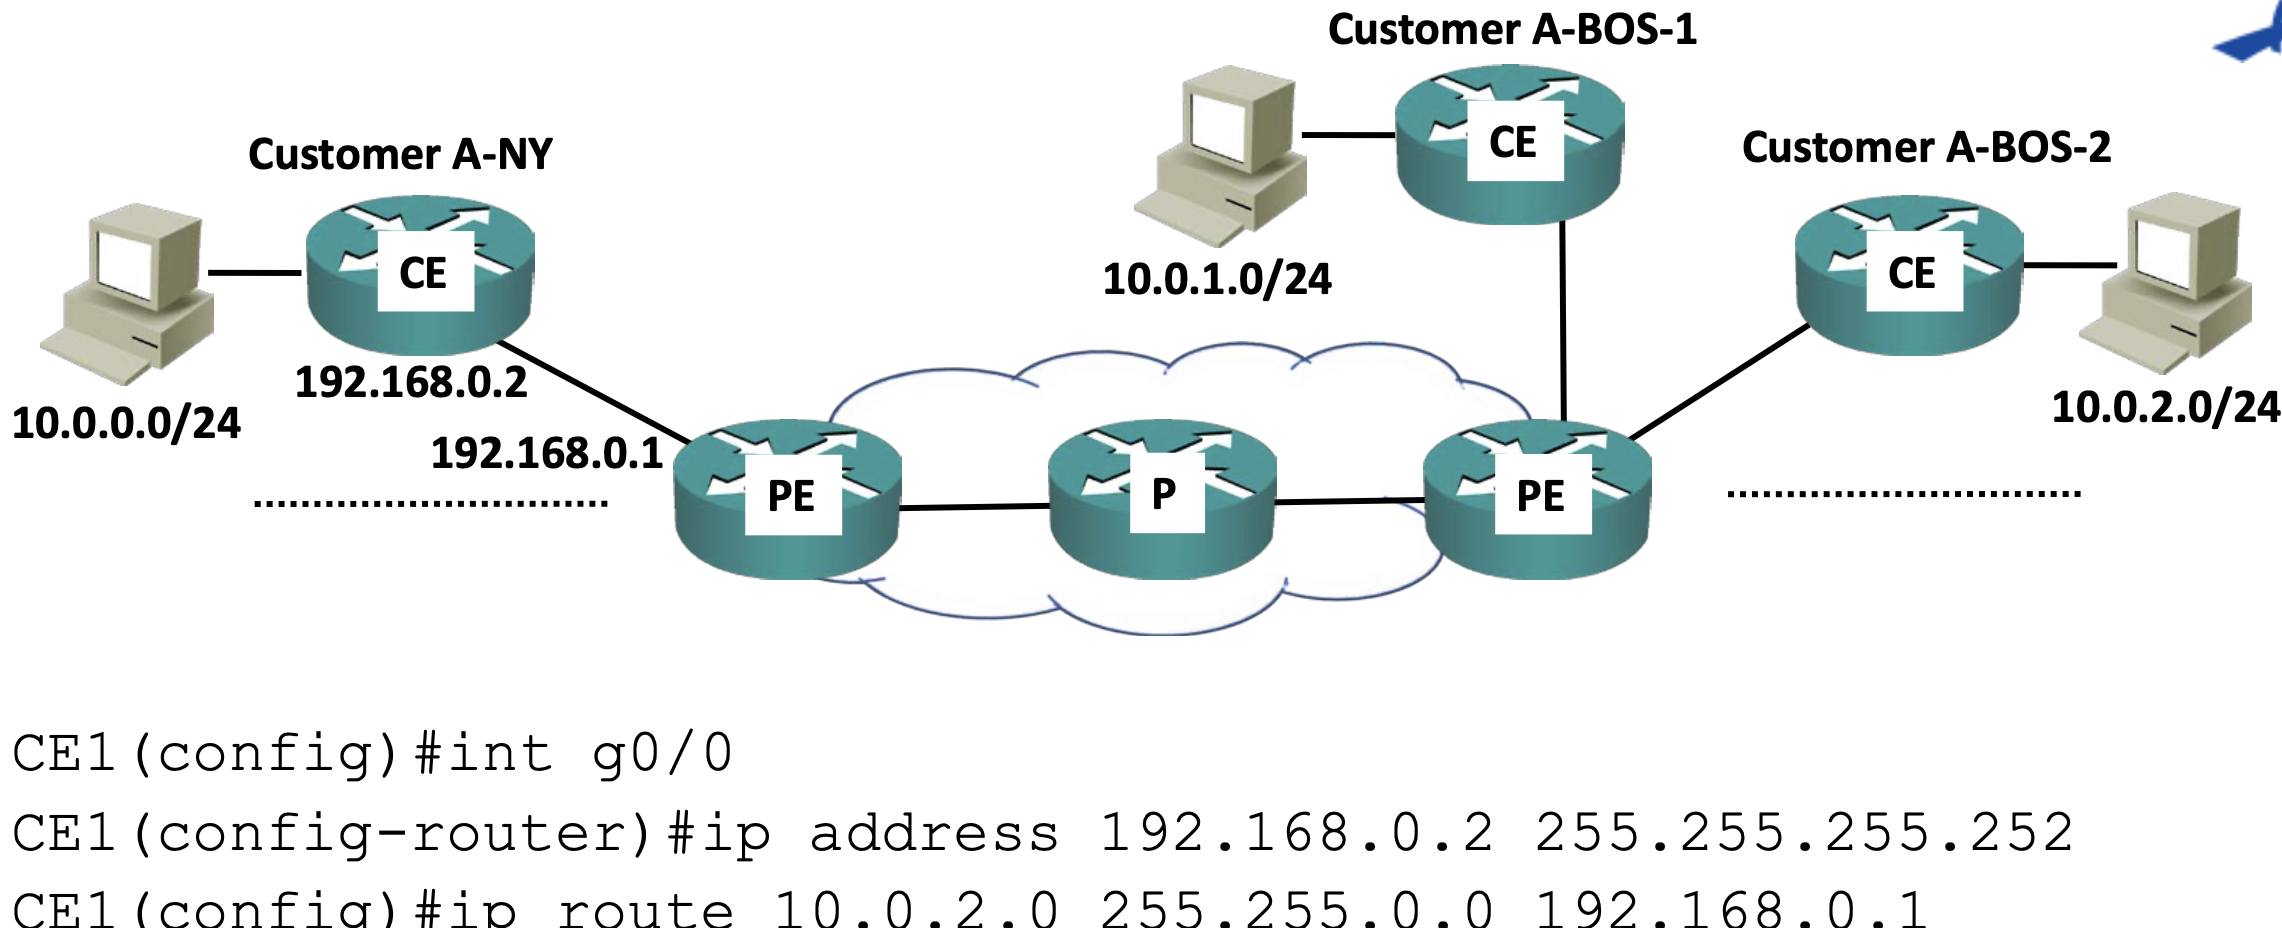 Customer A-BOS-1
CE
Customer A-NY
Customer A-BOS-2
CE
CE
10.0.1.0/24
192.168.0.2
10.0.0.0/24
10.0.2.0/24
192.168.0.1
PE
P
PE
CE1(config)#int g0/0
CE1(config-router)#ip address 192.168.0.2 255.255.255.252
CE1(config)#ip route 10.0.2.0 255.255.0.0 192.168.0.1